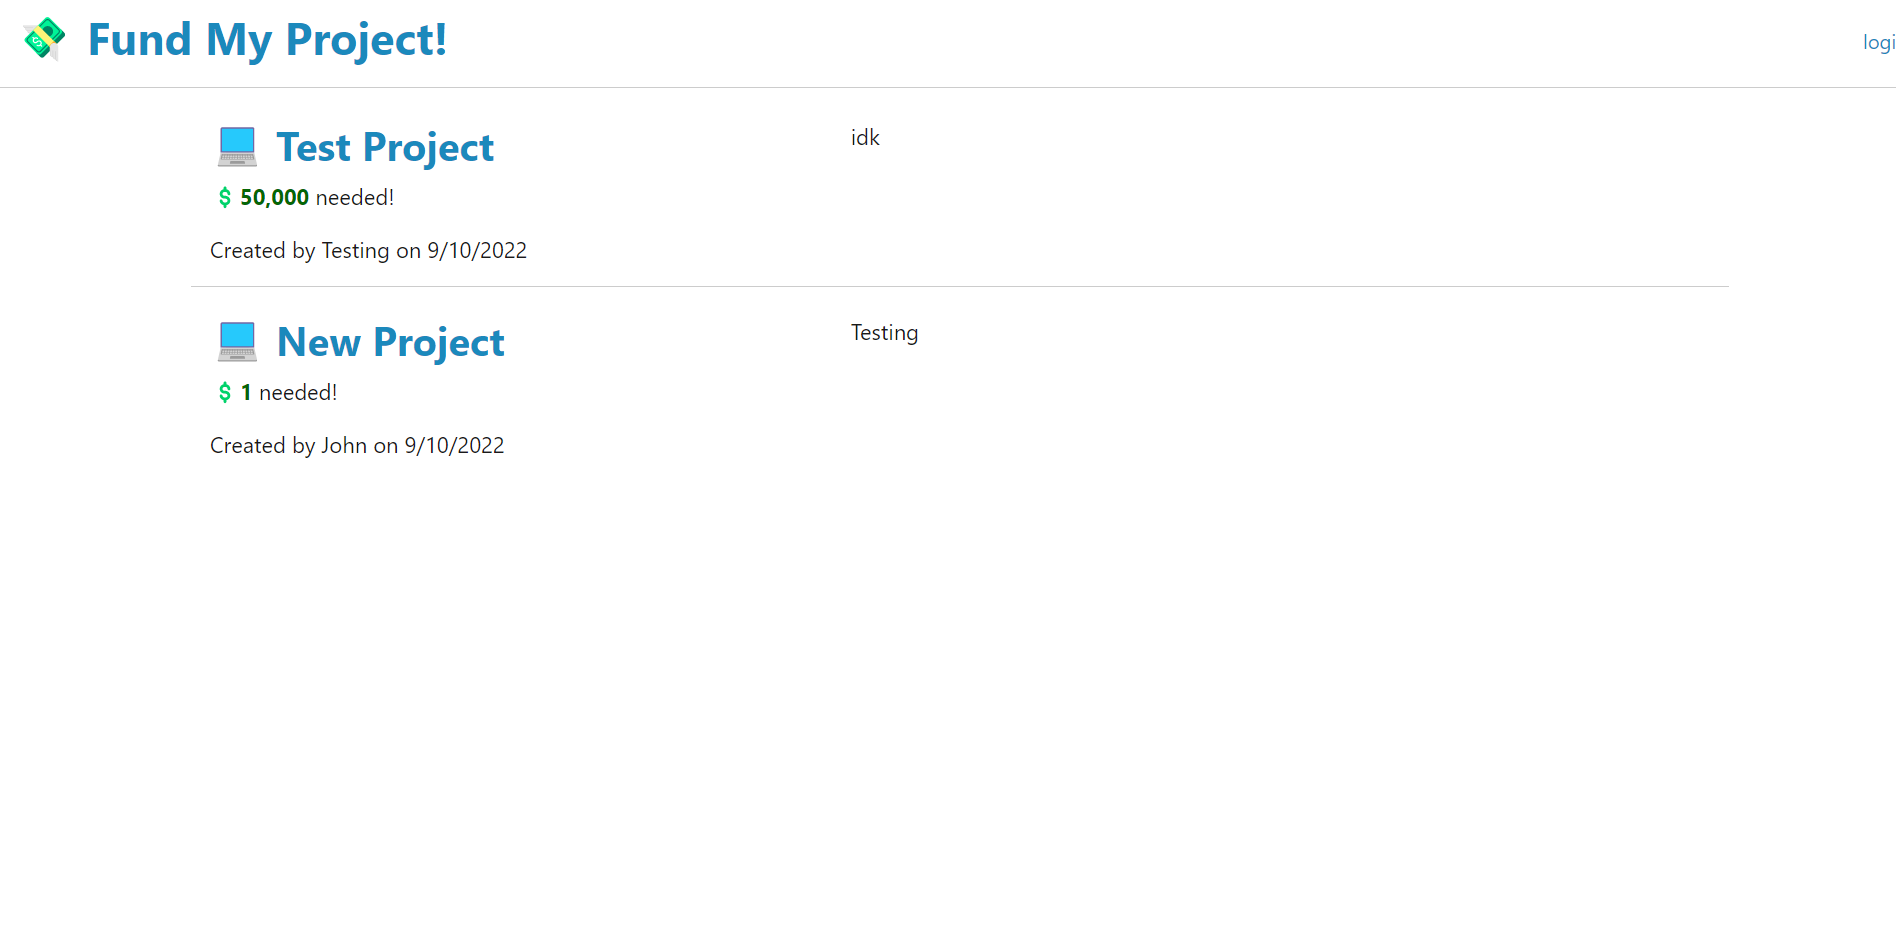 Fund My Project!
logi
Test Project
idk
$ 50,000 needed!
Created by Testing on 9/10/2022
New Project
Testing
$ 1 needed!
Created by John on 9/10/2022